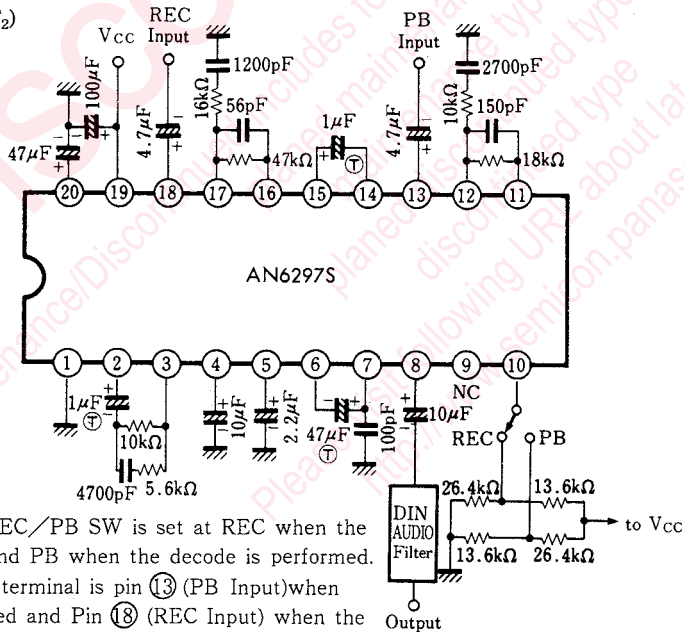 ₂)
VCC
REC
Input
PB
Input
100μF
47μF
4.7μF
1200pF
16kΩ
56pF
47kΩ
1μF
Ⓣ
4.7μF
2700pF
10kΩ
150pF
18kΩ
20 19 18 17 16 15 14 13 12 11
AN6297S
1 2 3 4 5 6 7 8 9 10
NC
1μF
Ⓣ
10kΩ
4700pF
5.6kΩ
10μF
2.2μF
47μF
Ⓣ
100pF
10μF
REC
PB
26.4kΩ
13.6kΩ
13.6kΩ
26.4kΩ
to VCC
DIN
AUDIO
Filter
Output
EC/PB SW is set at REC when the
nd PB when the decode is performed.
terminal is pin ⑬ (PB Input)when
ed and Pin ⑱ (REC Input) when the